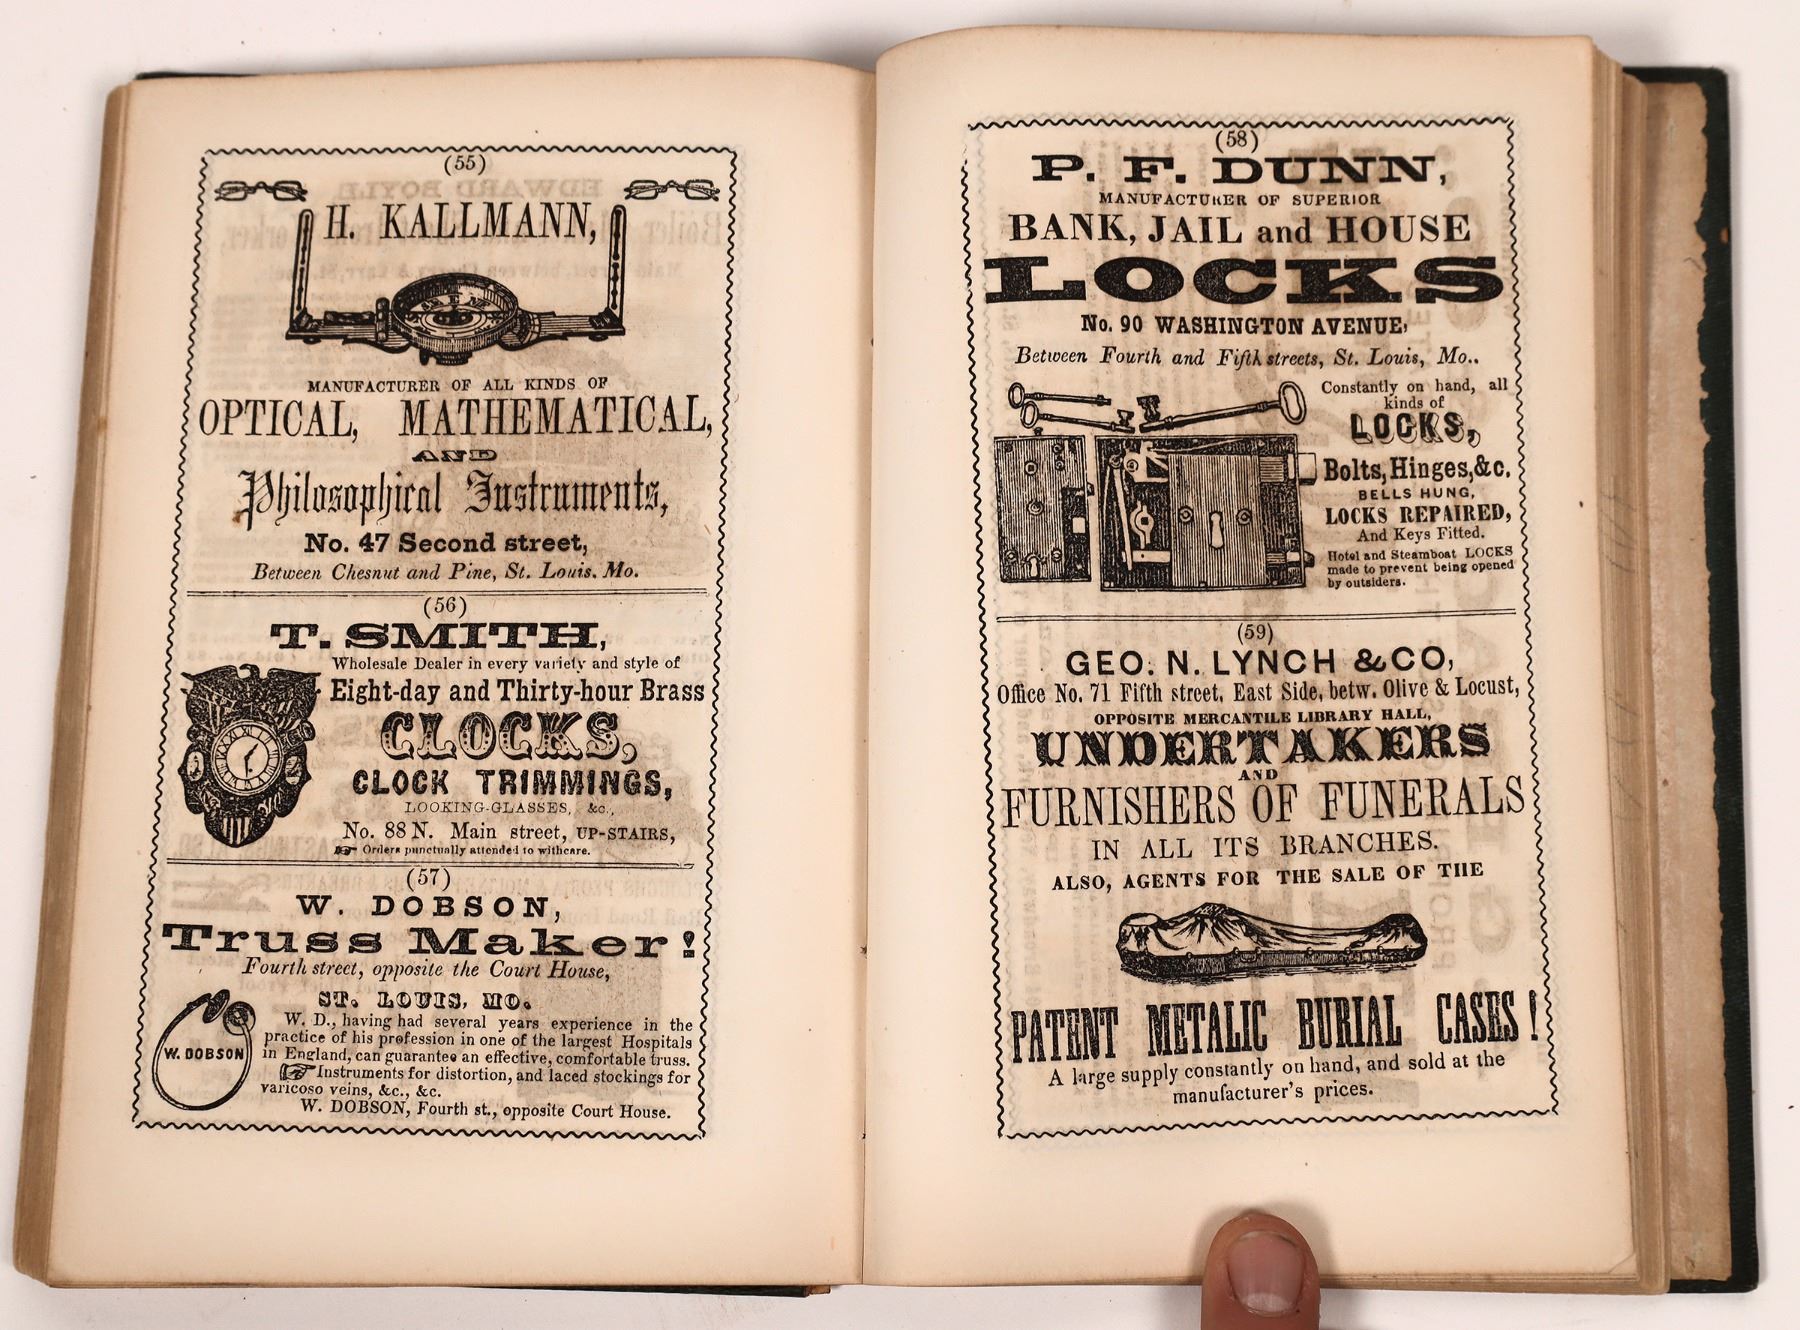 (55)
H. KALLMANN,
MANUFACTURER OF ALL KINDS OF
OPTICAL, MATHEMATICAL,
AND
Philosophical Instruments,
No. 47 Second street,
Between Chesnut and Pine, St. Louis. Mo.
(56)
T. SMITH,
Wholesale Dealer in every variety and style of
Eight-day and Thirty-hour Brass
CLOCKS,
CLOCK TRIMMINGS,
LOOKING-GLASSES, &c.,
No. 88 N. Main street, UP-STAIRS,
Orders punctually attended to with care.
(57)
W. DOBSON,
Truss Maker!
Fourth street, opposite the Court House,
ST. LOUIS, MO.
W. DOBSON
W. D., having had several years experience in the
practice of his profession in one of the largest Hospitals
in England, can guarantee an effective, comfortable truss.
Instruments for distortion, and laced stockings for
varicoso veins, &c., &c.
W. DOBSON, Fourth st., opposite Court House.
(58)
P. F. DUNN,
MANUFACTURER OF SUPERIOR
BANK, JAIL and HOUSE
LOCKS
No. 90 WASHINGTON AVENUE,
Between Fourth and Fifth streets, St. Louis, Mo..
Constantly on hand, all
kinds of
LOCKS,
Bolts, Hinges, &c.
BELLS HUNG,
LOCKS REPAIRED,
And Keys Fitted.
Hotel and Steamboat LOCKS
made to prevent being opened
by outsiders.
(59)
GEO. N. LYNCH & CO,
Office No. 71 Fifth street, East Side, betw. Olive & Locust,
OPPOSITE MERCANTILE LIBRARY HALL,
UNDERTAKERS
AND
FURNISHERS OF FUNERALS
IN ALL ITS BRANCHES.
ALSO, AGENTS FOR THE SALE OF THE
PATENT METALIC BURIAL CASES!
A large supply constantly on hand, and sold at the
manufacturer's prices.